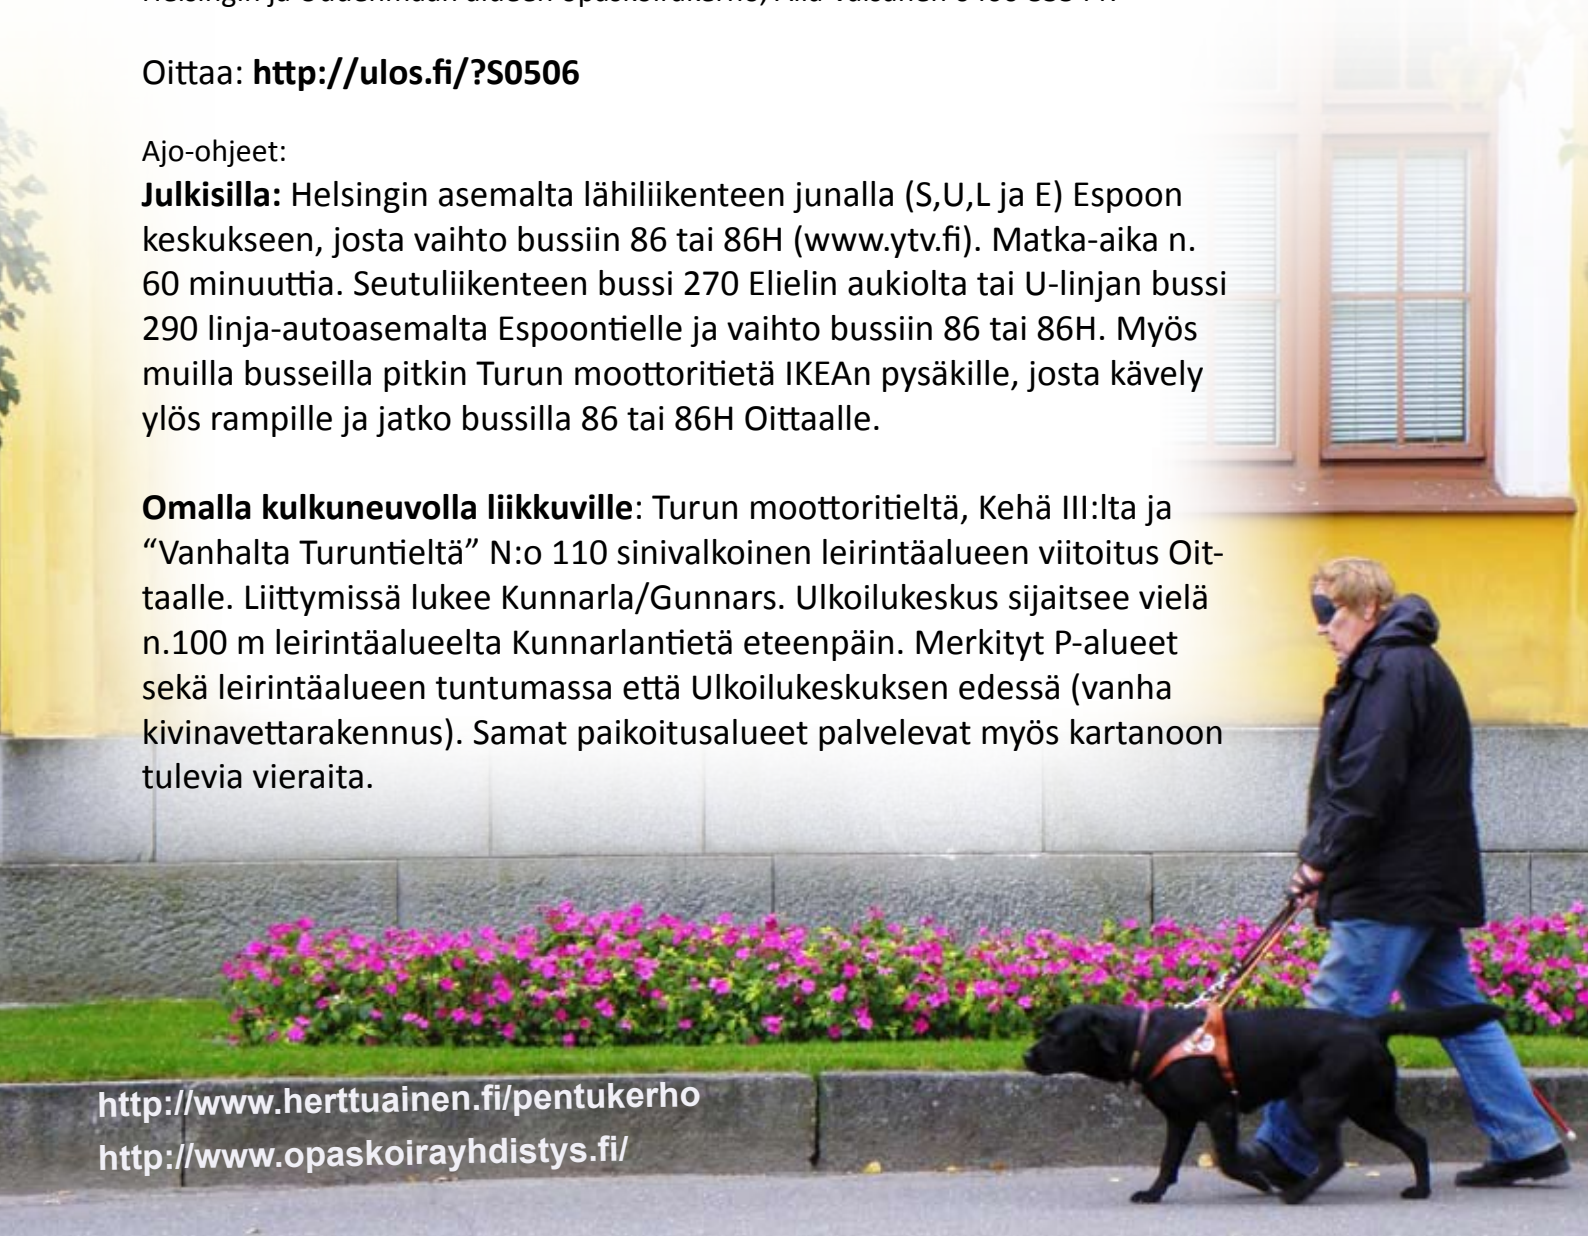 Helsingin ja Uudenmaan alueen opaskoirakerho,
Oittaa: http://ulos.fi/?S0506
Ajo-ohjeet:
Julkisilla: Helsingin asemalta lähiliikenteen junalla (S,U,L ja E) Espoon
keskukseen, josta vaihto bussiin 86 tai 86H (www.ytv.fi). Matka-aika n.
60 minuuttia. Seutuliikenteen bussi 270 Elielin aukiolta tai U-linjan bussi
290 linja-autoasemalta Espoontielle ja vaihto bussiin 86 tai 86H. Myös
muilla busseilla pitkin Turun moottoritietä IKEAn pysäkille, josta kävely
ylös rampille ja jatko bussilla 86 tai 86H Oittaalle.
Omalla kulkuneuvolla liikkuville: Turun moottoritieltä, Kehä III:lta ja
“Vanhalta Turuntieltä” N:o 110 sinivalkoinen leirintäalueen viitoitus Oit-
taalle. Liittymissä lukee Kunnarla/Gunnars. Ulkoilukeskus sijaitsee vielä
n.100 m leirintäalueelta Kunnarlantietä eteenpäin. Merkityt P-alueet
sekä leirintäalueen tuntumassa että Ulkoilukeskuksen edessä (vanha
kivinavettarakennus). Samat paikoitusalueet palvelevat myös kartanoon
tulevia vieraita.
http://www.herttuainen.fi/pentukerho
http://www.opaskoirayhdistys.fi/